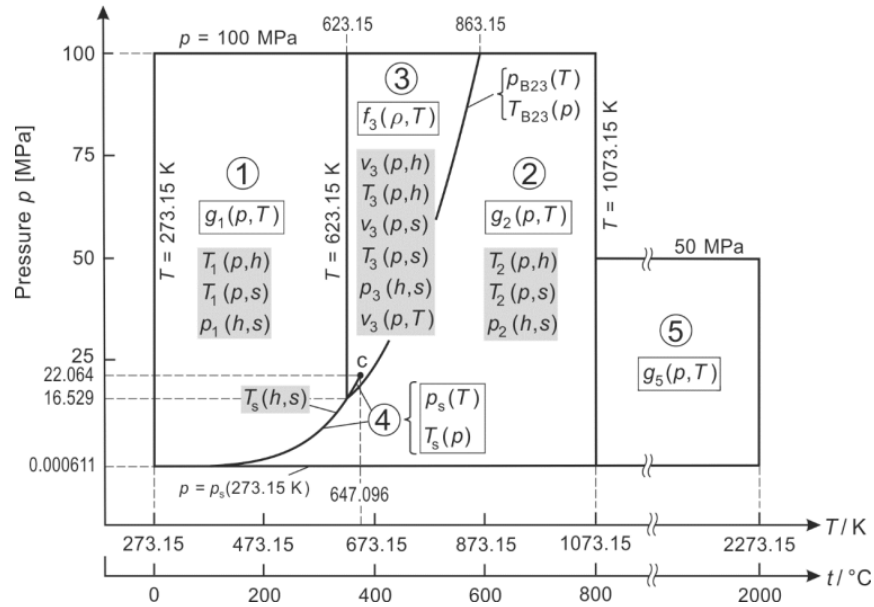 623.15 863.15
p = 100 MPa
100
75
50
25
22.064
16.529
0.000611
Pressure p [MPa]
T = 273.15 K
1
g₁(p,T)
T₁(p,h)
T₁(p,s)
p₁(h,s)
T = 623.15 K
3
f₃(ρ,T)
v₃(p,h)
T₃(p,h)
v₃(p,s)
T₃(p,s)
p₃(h,s)
v₃(p,T)
p_B23(T)
T_B23(p)
2
g₂(p,T)
T₂(p,h)
T₂(p,s)
p₂(h,s)
T = 1073.15 K
50 MPa
5
g₅(p,T)
c
Tₛ(h,s)
4
pₛ(T)
Tₛ(p)
p = pₛ(273.15 K)
647.096
273.15 473.15 673.15 873.15 1073.15 2273.15
T / K
0 200 400 600 800 2000
t / °C